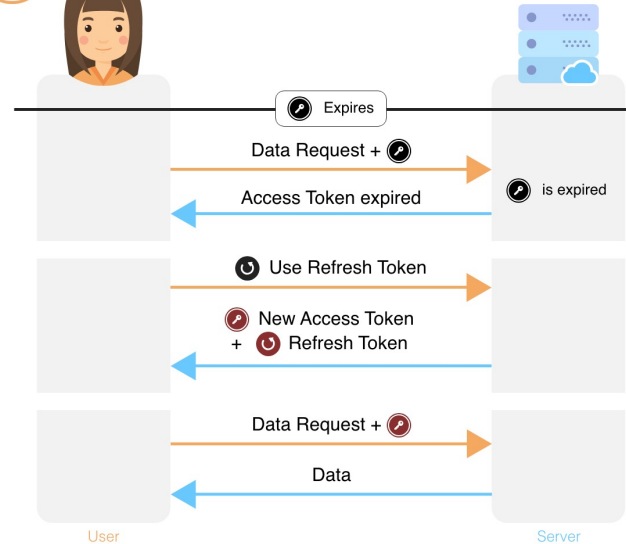 Expires
Data Request +
Access Token expired
is expired
Use Refresh Token
New Access Token
+ Refresh Token
Data Request +
Data
User
Server